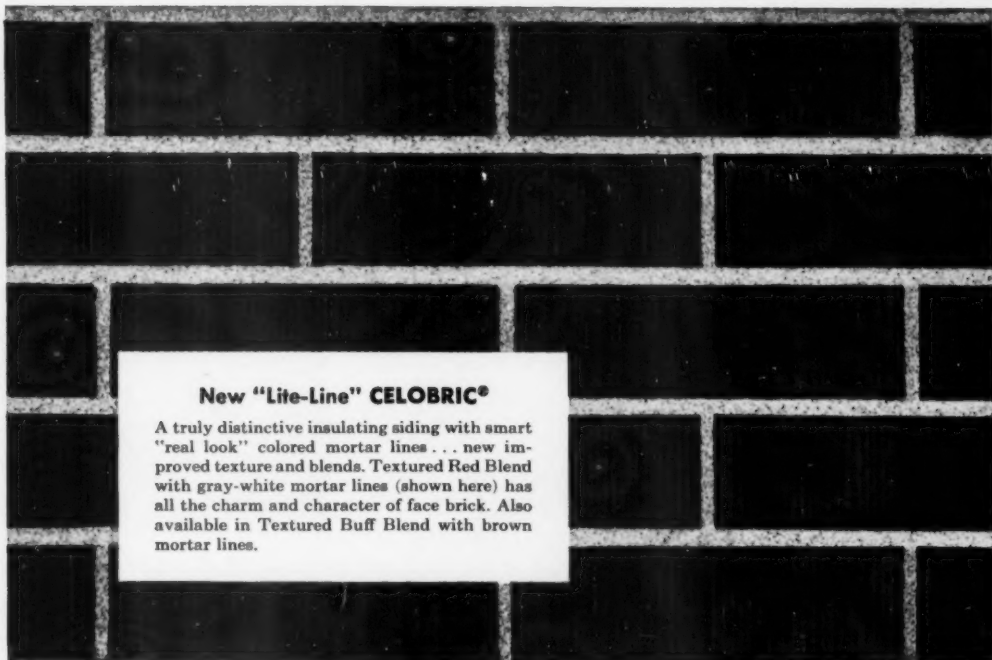 New "Lite-Line" CELOBRIC®
A truly distinctive insulating siding with smart
"real look" colored mortar lines . . . new im-
proved texture and blends. Textured Red Blend
with gray-white mortar lines (shown here) has
all the charm and character of face brick. Also
available in Textured Buff Blend with brown
mortar lines.